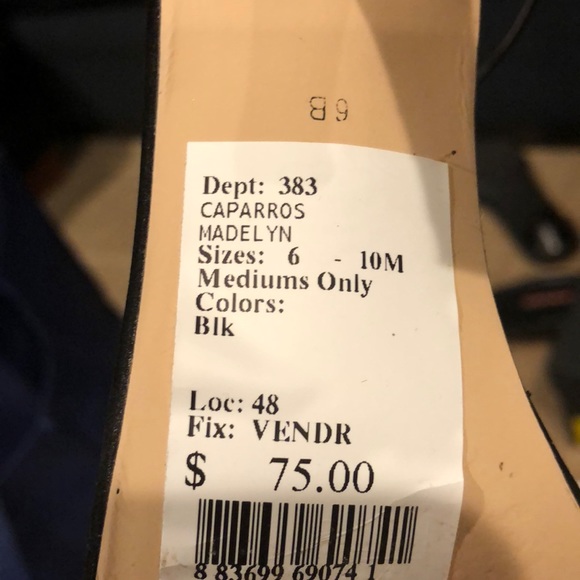 6B
Dept: 383
CAPARROS
MADELYN
Sizes: 6 - 10M
Mediums Only
Colors:
Blk
Loc: 48
Fix: VENDR
$ 75.00
8 83699 69074 1